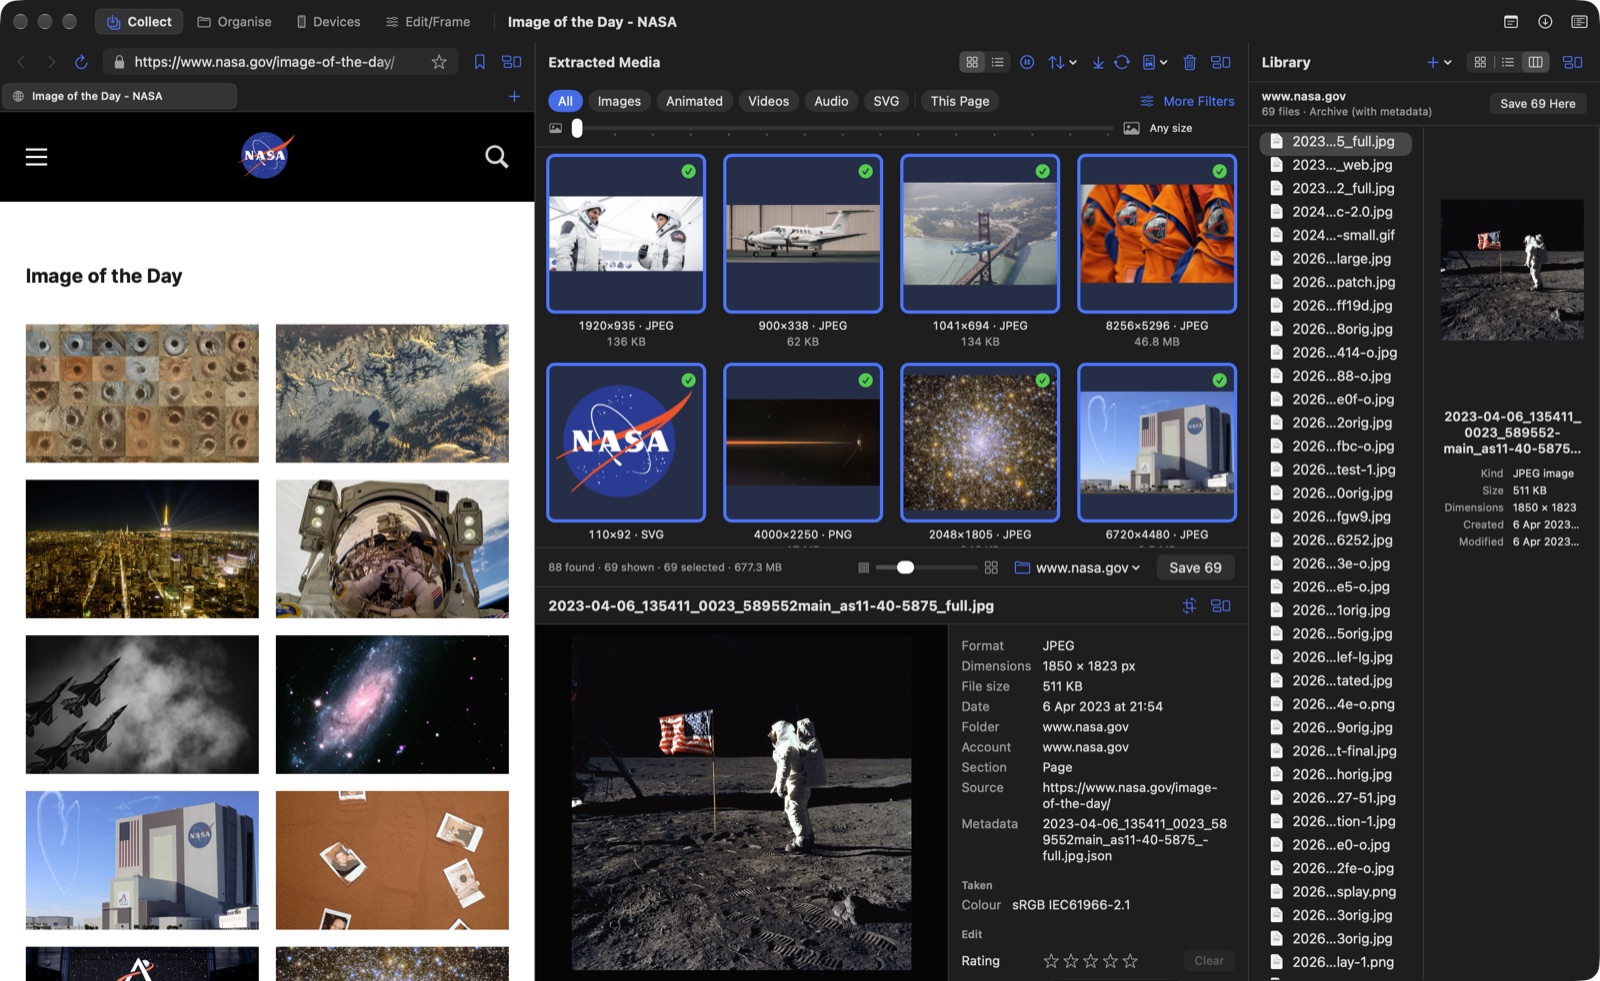 Collect
Organise
Devices
Edit/Frame
Image of the Day - NASA
https://www.nasa.gov/image-of-the-day/
Image of the Day - NASA
NASA
Image of the Day
NASA
Extracted Media
All
Images
Animated
Videos
Audio
SVG
This Page
More Filters
Any size
1920×935 · JPEG
136 KB
900×338 · JPEG
62 KB
1041×694 · JPEG
134 KB
8256×5296 · JPEG
46.8 MB
NASA
NASA
110×92 · SVG
4000×2250 · PNG
2048×1805 · JPEG
6720×4480 · JPEG
88 found · 69 shown · 69 selected · 677.3 MB
www.nasa.gov
Save 69
2023-04-06_135411_0023_589552main_as11-40-5875_full.jpg
Format JPEG
Dimensions 1850 × 1823 px
File size 511 KB
Date 6 Apr 2023 at 21:54
Folder www.nasa.gov
Account www.nasa.gov
Section Page
Source https://www.nasa.gov/image-
of-the-day/
Metadata 2023-04-06_135411_0023_58
9552main_as11-40-5875_-
full.jpg.json
Taken
Colour sRGB IEC61966-2.1
Edit
Rating
Clear
Library
www.nasa.gov
69 files · Archive (with metadata)
Save 69 Here
2023...5_full.jpg
2023..._web.jpg
2023...2_full.jpg
2024...c-2.0.jpg
2024...-small.gif
2026...large.jpg
2026...patch.jpg
2026...ff19d.jpg
2026...8orig.jpg
2026...414-o.jpg
2026...88-o.jpg
2026...e0f-o.jpg
2026...2orig.jpg
2026...fbc-o.jpg
2026...test-1.jpg
2026...0orig.jpg
2026...fgw9.jpg
2026...6252.jpg
2026...3e-o.jpg
2026...e5-o.jpg
2026...1orig.jpg
2026...5orig.jpg
2026...lef-lg.jpg
2026...tated.jpg
2026...4e-o.png
2026...9orig.jpg
2026...t-final.jpg
2026...horig.jpg
2026...27-51.jpg
2026...tion-1.jpg
2026...e0-o.jpg
2026...2fe-o.jpg
2026...splay.png
2026...3orig.jpg
2026...3orig.jpg
2026...lay-1.png
2023-04-06_135411_
0023_589552-
main_as11-40-5875...
Kind JPEG image
Size 511 KB
Dimensions 1850 × 1823
Created 6 Apr 2023...
Modified 6 Apr 2023...